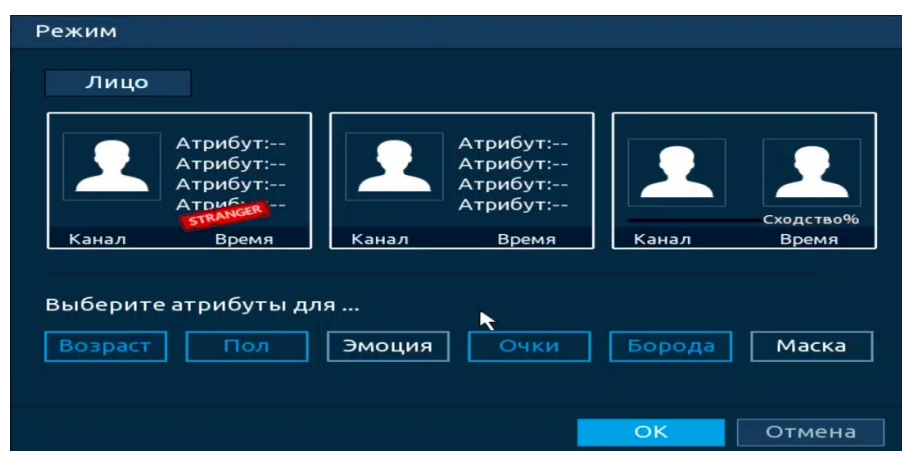 Режим
Лицо
Атрибут:--
Атрибут:--
Атрибут:--
Атрибут:--
STRANGER
Канал Время
Атрибут:--
Атрибут:--
Атрибут:--
Атрибут:--
Канал Время
Сходство%
Канал Время
Выберите атрибуты для ...
Возраст Пол Эмоция Очки Борода Маска
OK Отмена